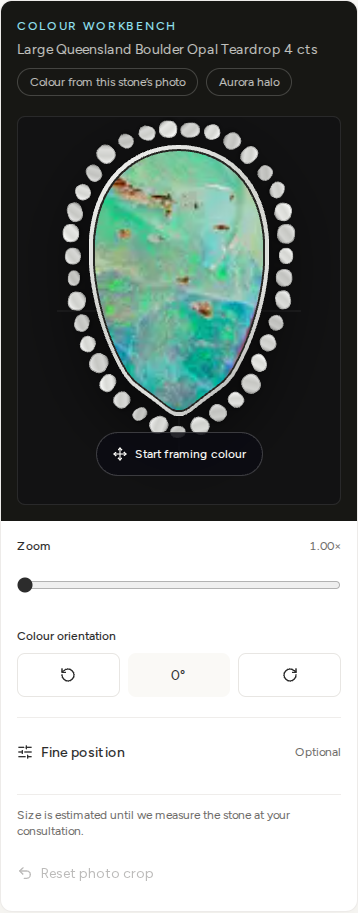 COLOUR WORKBENCH
Large Queensland Boulder Opal Teardrop 4 cts
Colour from this stone's photo
Aurora halo
Start framing colour
Zoom
1.00×
Colour orientation
0°
Fine position
Optional
Size is estimated until we measure the stone at your
consultation.
Reset photo crop